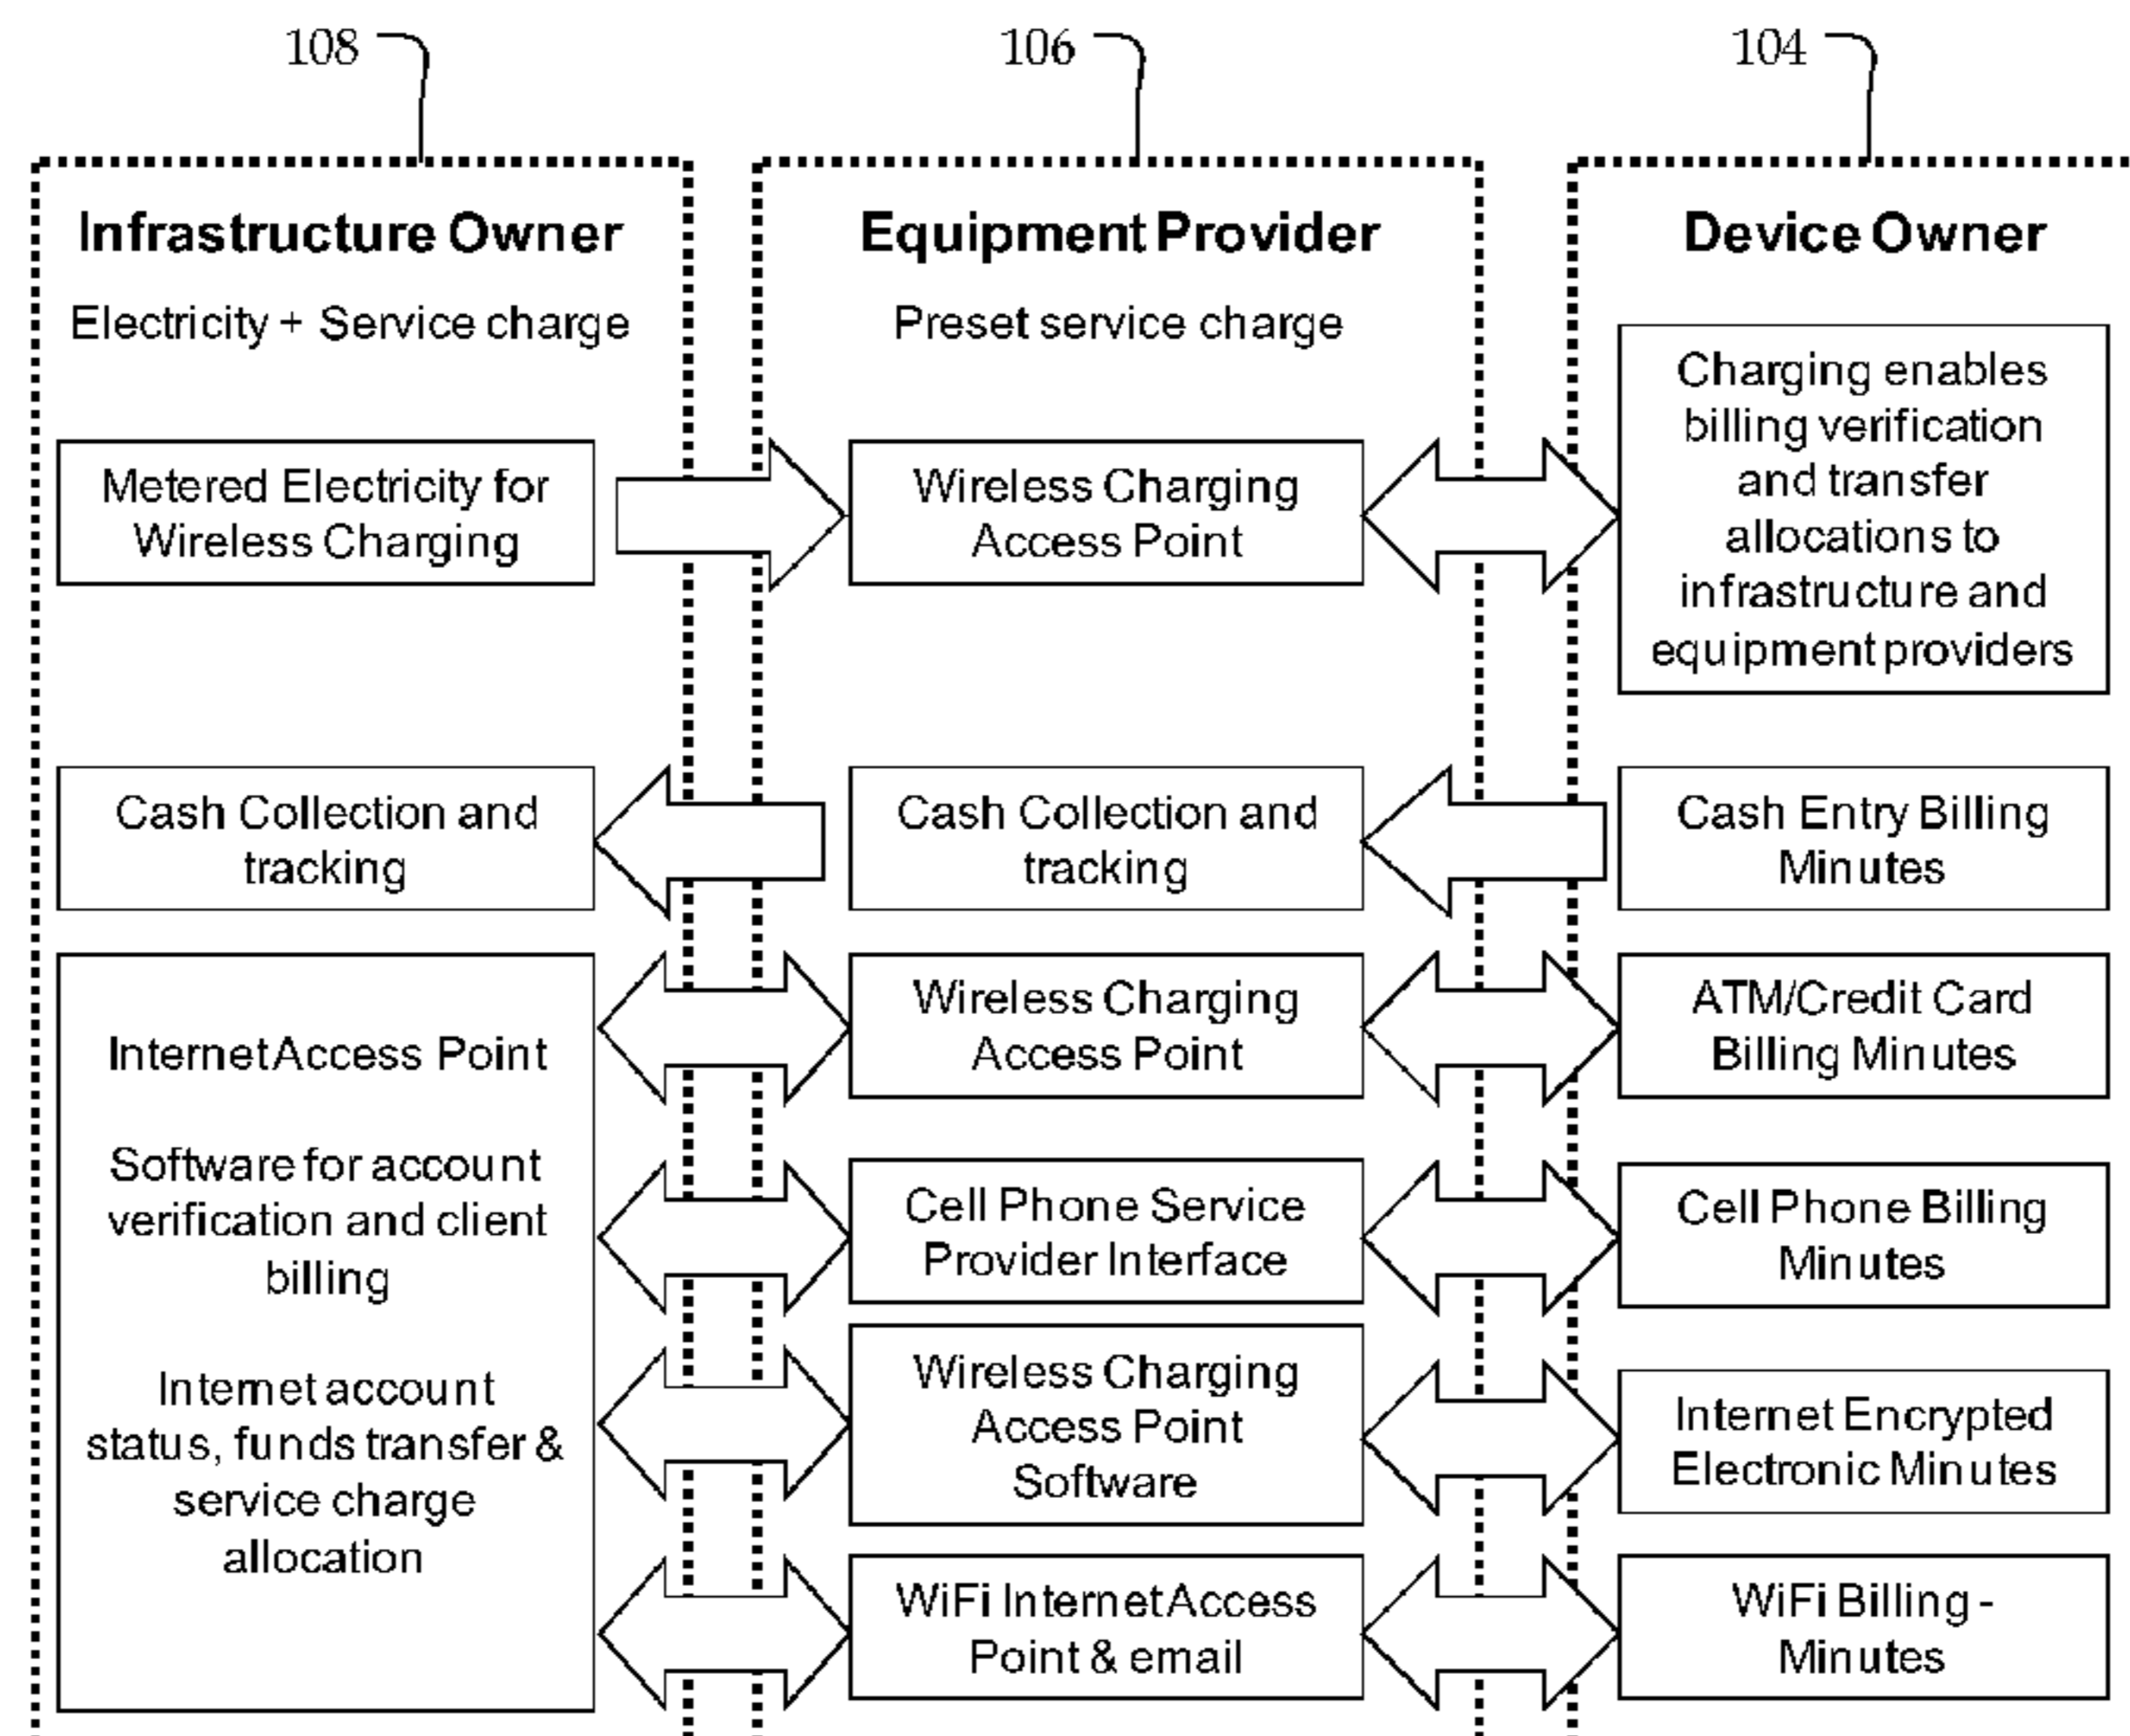 108
106
104
Infrastructure Owner
Electricity + Service charge
Metered Electricity for
Wireless Charging
Cash Collection and
tracking
Internet Access Point
Software for account
verification and client
billing
Internet account
status, funds transfer &
service charge
allocation
Equipment Provider
Preset service charge
Wireless Charging
Access Point
Cash Collection and
tracking
Wireless Charging
Access Point
Cell Phone Service
Provider Interface
Wireless Charging
Access Point
Software
WiFi Internet Access
Point & email
Device Owner
Charging enables
billing verification
and transfer
allocations to
infrastructure and
equipment providers
Cash Entry Billing
Minutes
ATM/Credit Card
Billing Minutes
Cell Phone Billing
Minutes
Internet Encrypted
Electronic Minutes
WiFi Billing -
Minutes